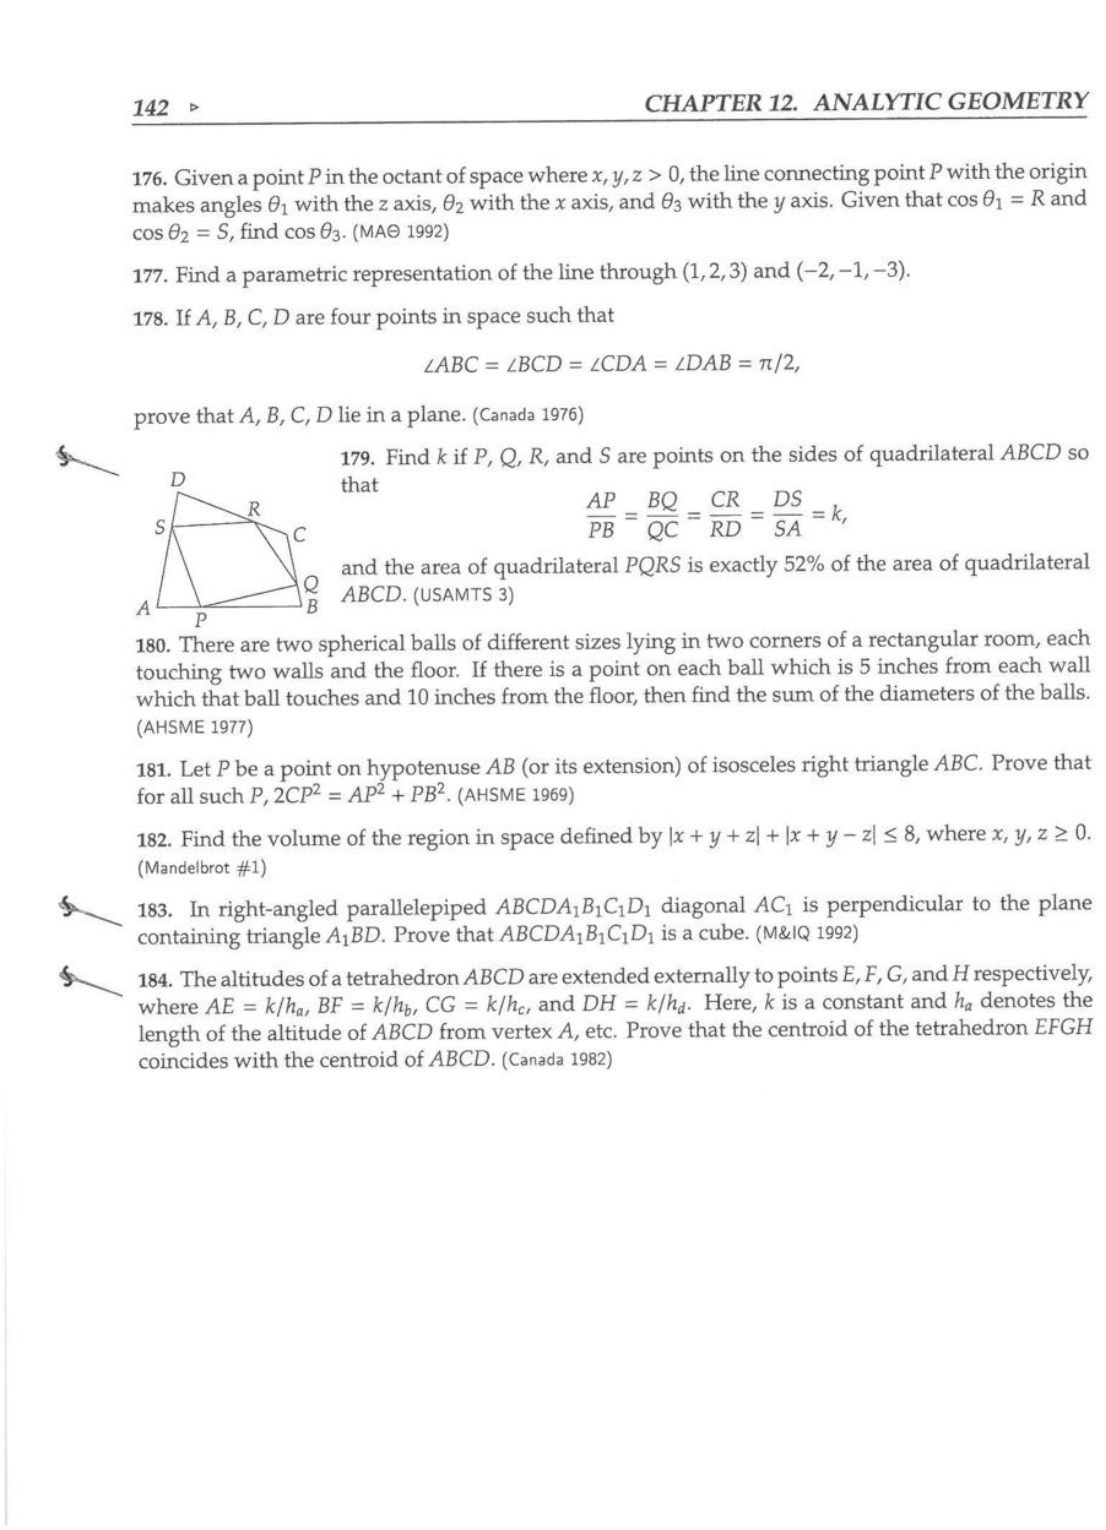 142 ▹ CHAPTER 12. ANALYTIC GEOMETRY
176. Given a point P in the octant of space where x, y, z > 0, the line connecting point P with the origin
makes angles θ₁ with the z axis, θ₂ with the x axis, and θ₃ with the y axis. Given that cos θ₁ = R and
cos θ₂ = S, find cos θ₃. (MAΘ 1992)
177. Find a parametric representation of the line through (1, 2, 3) and (−2, −1, −3).
178. If A, B, C, D are four points in space such that
∠ABC = ∠BCD = ∠CDA = ∠DAB = π/2,
prove that A, B, C, D lie in a plane. (Canada 1976)
179. Find k if P, Q, R, and S are points on the sides of quadrilateral ABCD so
that
AP/PB = BQ/QC = CR/RD = DS/SA = k,
and the area of quadrilateral PQRS is exactly 52% of the area of quadrilateral
ABCD. (USAMTS 3)
D
R
S
C
Q
A
B
P
180. There are two spherical balls of different sizes lying in two corners of a rectangular room, each
touching two walls and the floor. If there is a point on each ball which is 5 inches from each wall
which that ball touches and 10 inches from the floor, then find the sum of the diameters of the balls.
(AHSME 1977)
181. Let P be a point on hypotenuse AB (or its extension) of isosceles right triangle ABC. Prove that
for all such P, 2CP² = AP² + PB². (AHSME 1969)
182. Find the volume of the region in space defined by |x + y + z| + |x + y − z| ≤ 8, where x, y, z ≥ 0.
(Mandelbrot #1)
183. In right-angled parallelepiped ABCDA₁B₁C₁D₁ diagonal AC₁ is perpendicular to the plane
containing triangle A₁BD. Prove that ABCDA₁B₁C₁D₁ is a cube. (M&IQ 1992)
184. The altitudes of a tetrahedron ABCD are extended externally to points E, F, G, and H respectively,
where AE = k/hₐ, BF = k/h_b, CG = k/h_c, and DH = k/h_d. Here, k is a constant and hₐ denotes the
length of the altitude of ABCD from vertex A, etc. Prove that the centroid of the tetrahedron EFGH
coincides with the centroid of ABCD. (Canada 1982)